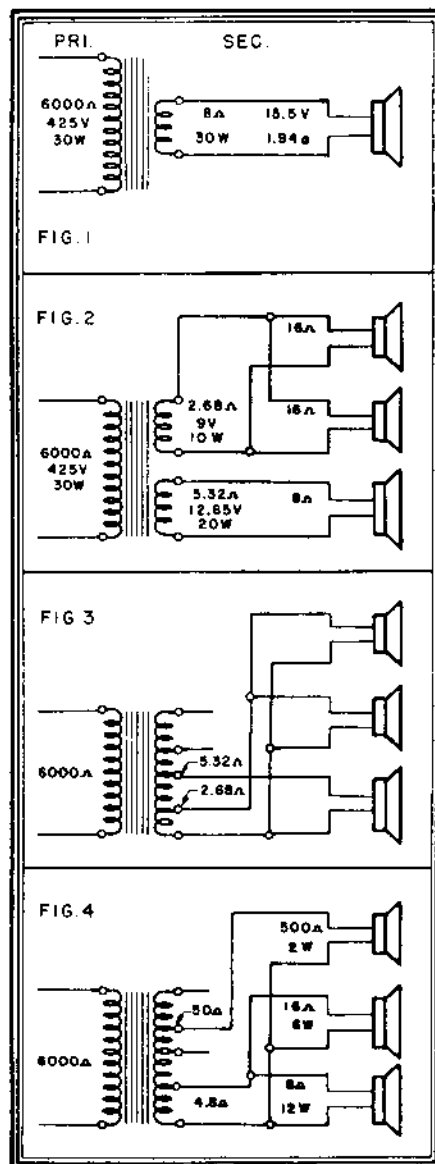 PRI. SEC.
6000Ω
425V
30W
8Ω 15.5V
30W 1.94a
FIG. 1
FIG. 2
16Ω
2.68Ω
9V
10W
16Ω
6000Ω
425V
30W
5.32Ω
12.65V
20W
8Ω
FIG 3
6000Ω
5.32Ω
2.68Ω
FIG. 4
500Ω
2W
50Ω
16Ω
6W
6000Ω
4.8Ω
8Ω
12W